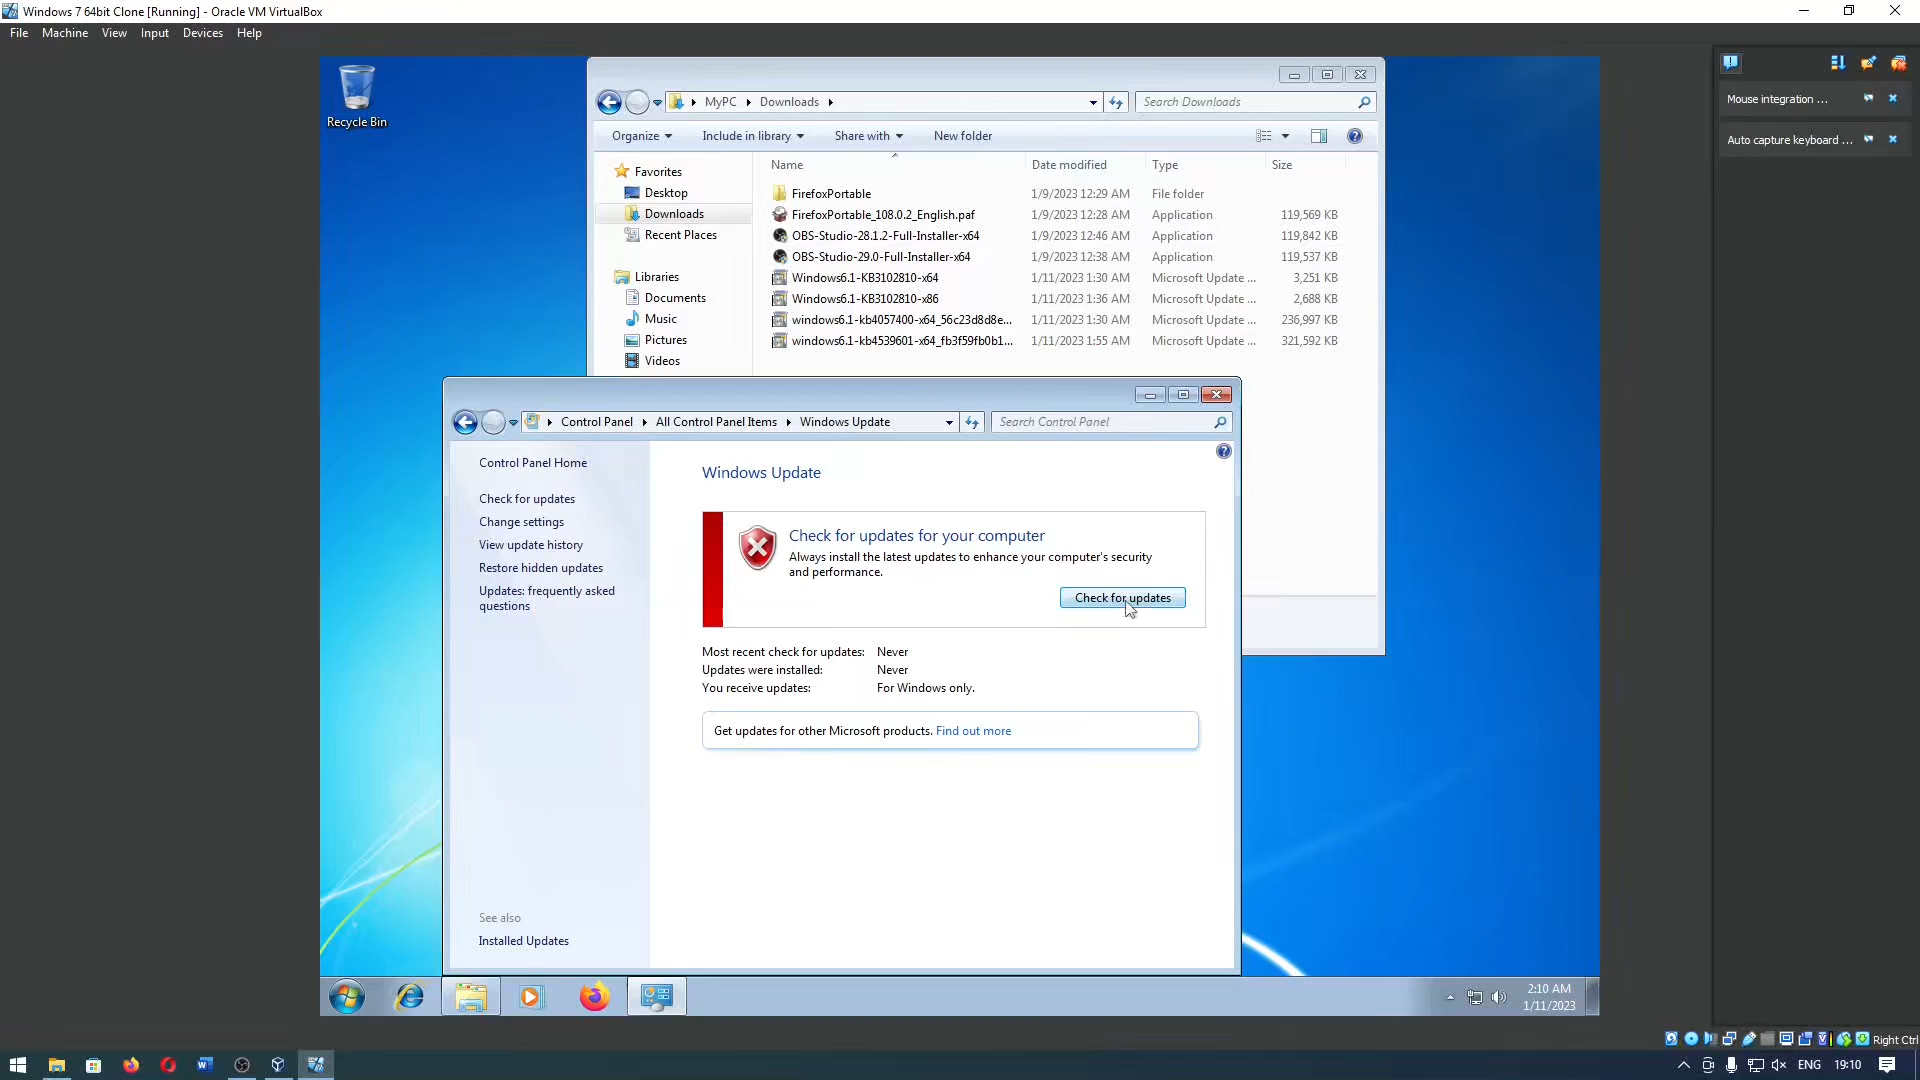 Windows 7 64bit Clone [Running] - Oracle VM VirtualBox
File Machine View Input Devices Help
Recycle Bin
MyPC Downloads
Search Downloads
Organize Include in library Share with New folder
Name Date modified Type Size
Favorites
Desktop
Downloads
Recent Places
Libraries
Documents
Music
Pictures
Videos
FirefoxPortable 1/9/2023 12:29 AM File folder
FirefoxPortable_108.0.2_English.paf 1/9/2023 12:28 AM Application 119,569 KB
OBS-Studio-28.1.2-Full-Installer-x64 1/9/2023 12:46 AM Application 119,842 KB
OBS-Studio-29.0-Full-Installer-x64 1/9/2023 12:38 AM Application 119,537 KB
Windows6.1-KB3102810-x64 1/11/2023 1:30 AM Microsoft Update ... 3,251 KB
Windows6.1-KB3102810-x86 1/11/2023 1:36 AM Microsoft Update ... 2,688 KB
windows6.1-kb4057400-x64_56c23d8d8e... 1/11/2023 1:30 AM Microsoft Update ... 236,997 KB
windows6.1-kb4539601-x64_fb3f59fb0b1... 1/11/2023 1:55 AM Microsoft Update ... 321,592 KB
Mouse integration ...
Auto capture keyboard ...
Control Panel All Control Panel Items Windows Update
Search Control Panel
Control Panel Home
Check for updates
Change settings
View update history
Restore hidden updates
Updates: frequently asked
questions
See also
Installed Updates
Windows Update
Check for updates for your computer
Always install the latest updates to enhance your computer's security
and performance.
Check for updates
Most recent check for updates: Never
Updates were installed: Never
You receive updates: For Windows only.
Get updates for other Microsoft products. Find out more
2:10 AM
1/11/2023
Right Ctrl
ENG 19:10